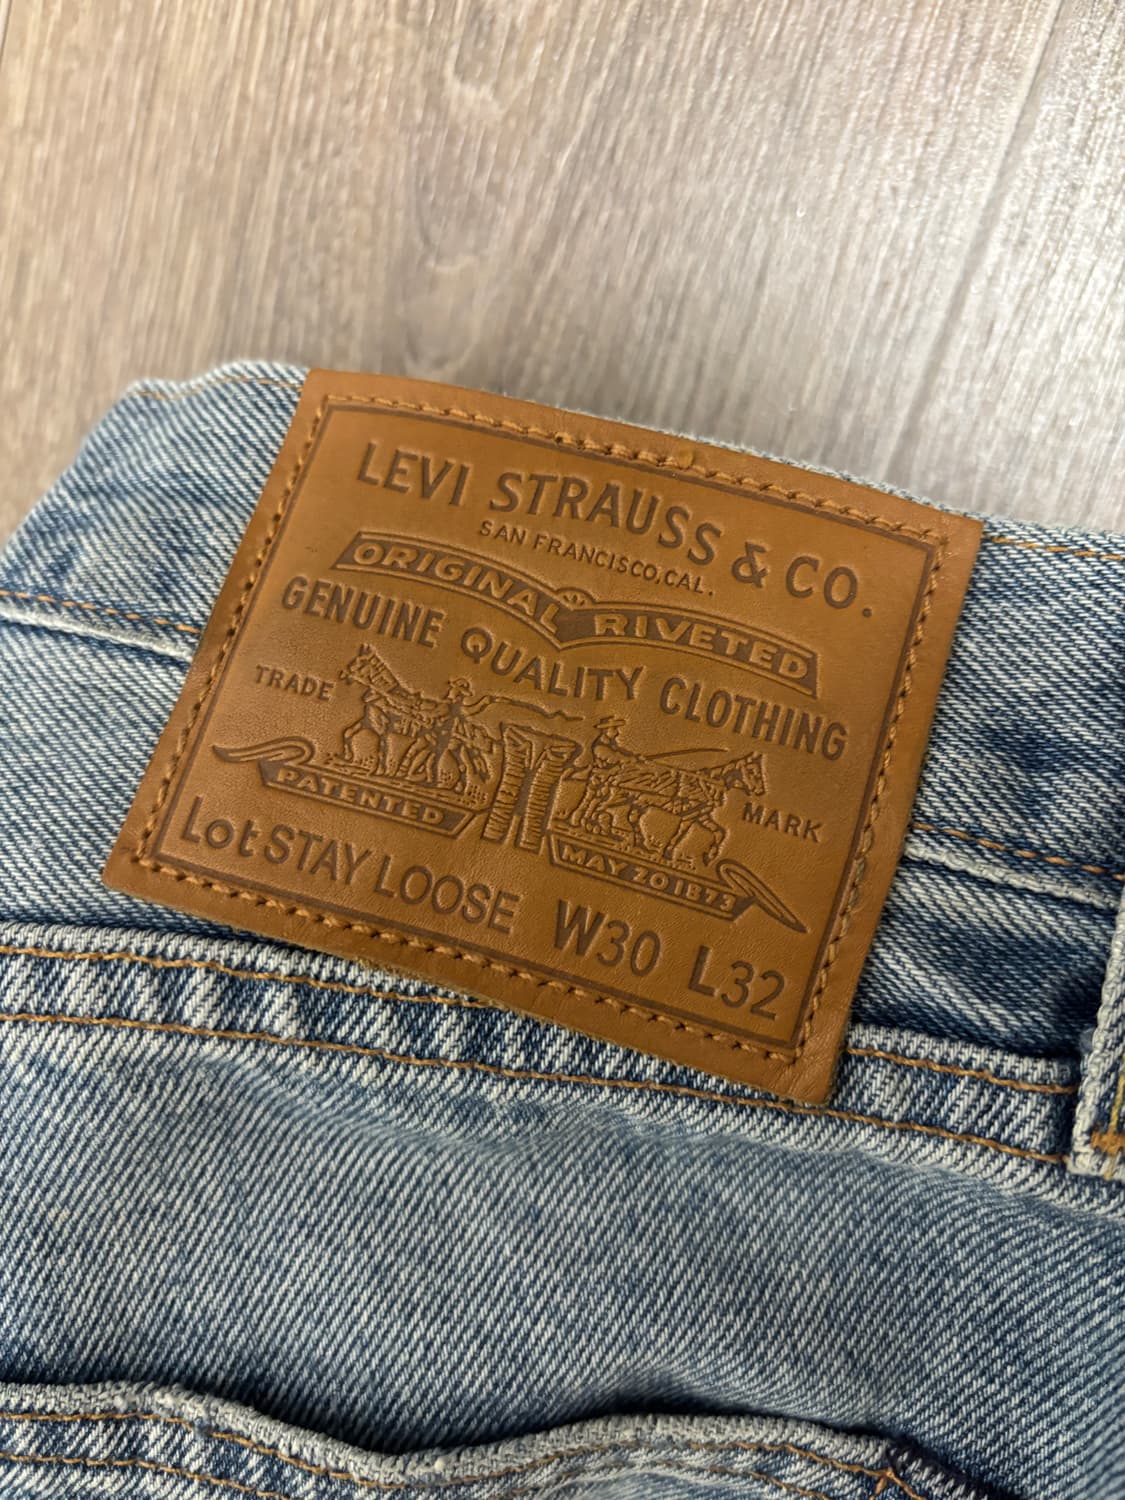 LEVI STRAUSS & CO.
SAN FRANCISCO, CAL.
ORIGINAL RIVETED
GENUINE QUALITY CLOTHING
TRADE MARK
PATENTED MAY 20 1873
Lot STAY LOOSE W30 L32